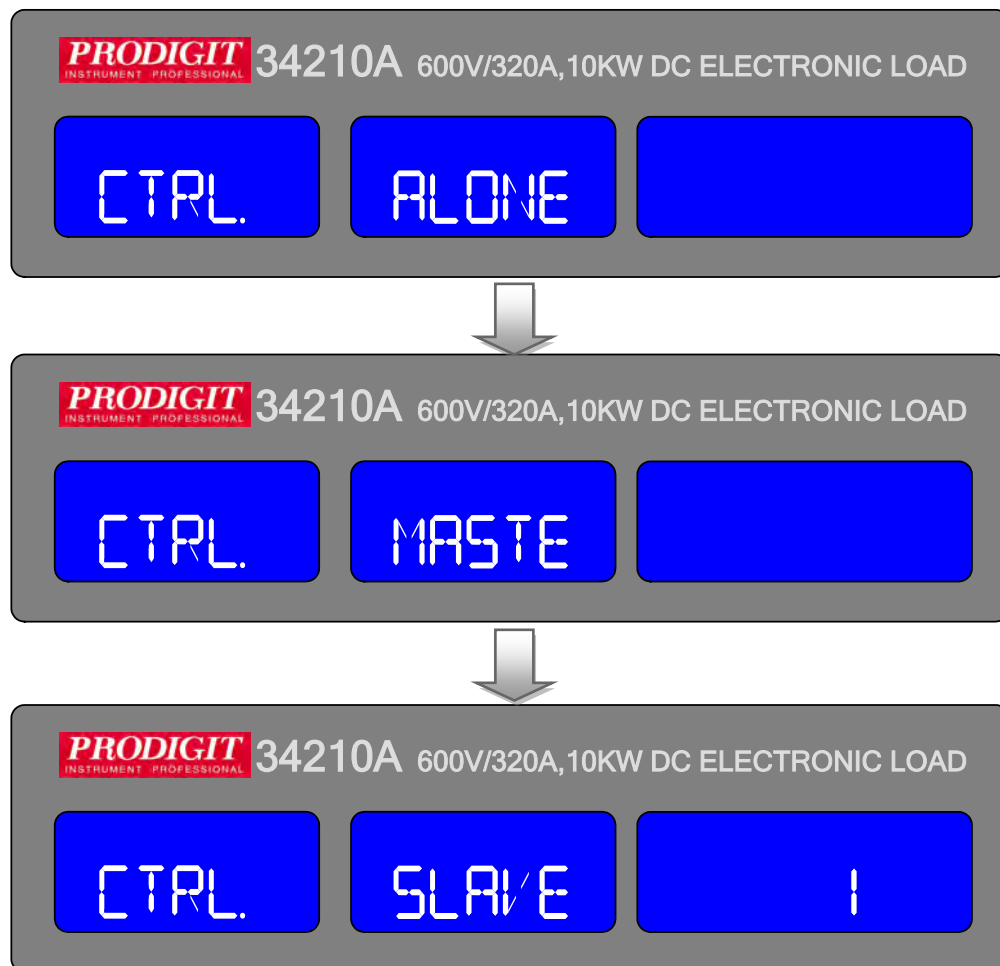 PRODIGIT 34210A 600V/320A,10KW DC ELECTRONIC LOAD
INSTRUMENT PROFESSIONAL
CTRL. ALONE
PRODIGIT 34210A 600V/320A,10KW DC ELECTRONIC LOAD
INSTRUMENT PROFESSIONAL
CTRL. MASTE
PRODIGIT 34210A 600V/320A,10KW DC ELECTRONIC LOAD
INSTRUMENT PROFESSIONAL
CTRL. SLAVE 1